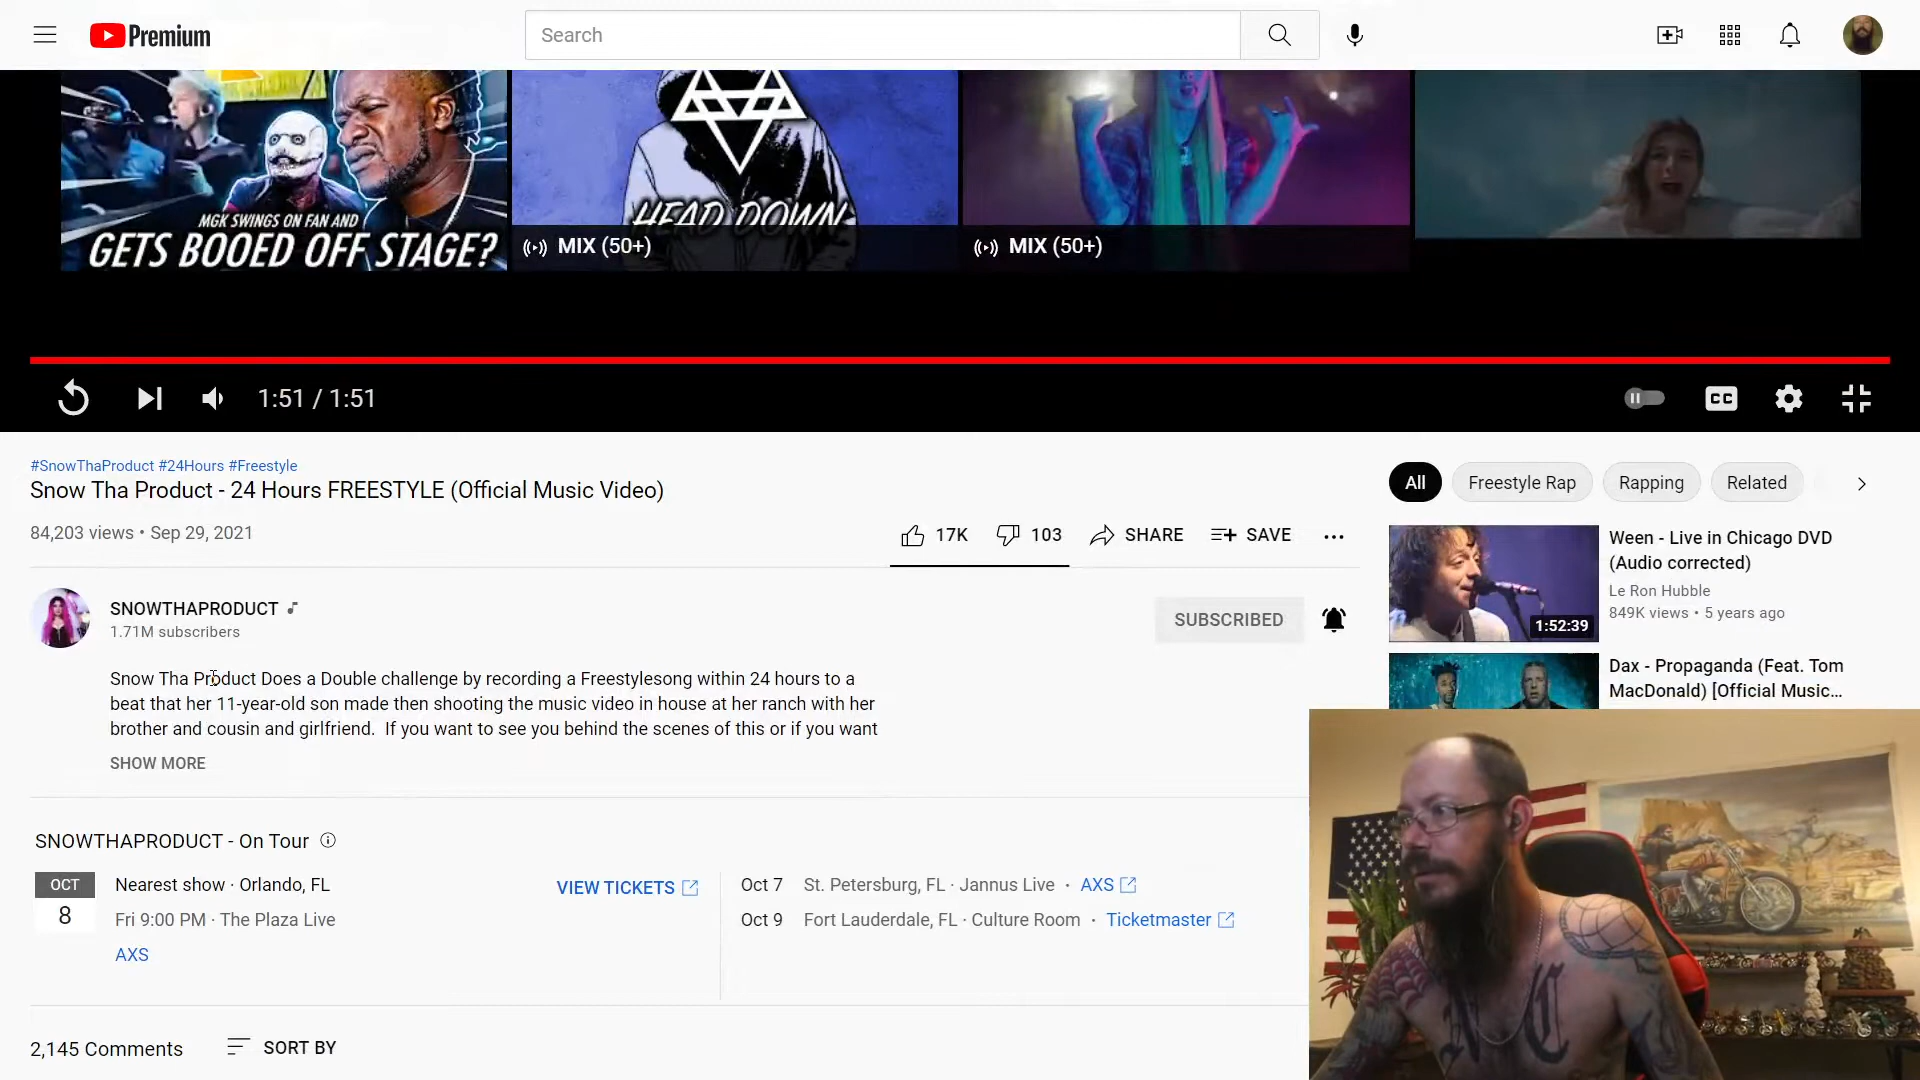 Premium
Search
MGK SWINGS ON FAN AND
GETS BOOED OFF STAGE?
HEAD DOWN
MIX (50+)
MIX (50+)
1:51 / 1:51
CC
#SnowThaProduct #24Hours #Freestyle
Snow Tha Product - 24 Hours FREESTYLE (Official Music Video)
84,203 views • Sep 29, 2021
17K
103
SHARE
SAVE
SNOWTHAPRODUCT
1.71M subscribers
SUBSCRIBED
Snow Tha Product Does a Double challenge by recording a Freestylesong within 24 hours to a
beat that her 11-year-old son made then shooting the music video in house at her ranch with her
brother and cousin and girlfriend.  If you want to see you behind the scenes of this or if you want
SHOW MORE
SNOWTHAPRODUCT - On Tour
OCT
8
Nearest show · Orlando, FL
Fri 9:00 PM · The Plaza Live
AXS
VIEW TICKETS
Oct 7 St. Petersburg, FL · Jannus Live · AXS
Oct 9 Fort Lauderdale, FL · Culture Room · Ticketmaster
2,145 Comments
SORT BY
All
Freestyle Rap
Rapping
Related
Ween - Live in Chicago DVD
(Audio corrected)
Le Ron Hubble
849K views • 5 years ago
1:52:39
Dax - Propaganda (Feat. Tom
MacDonald) [Official Music...